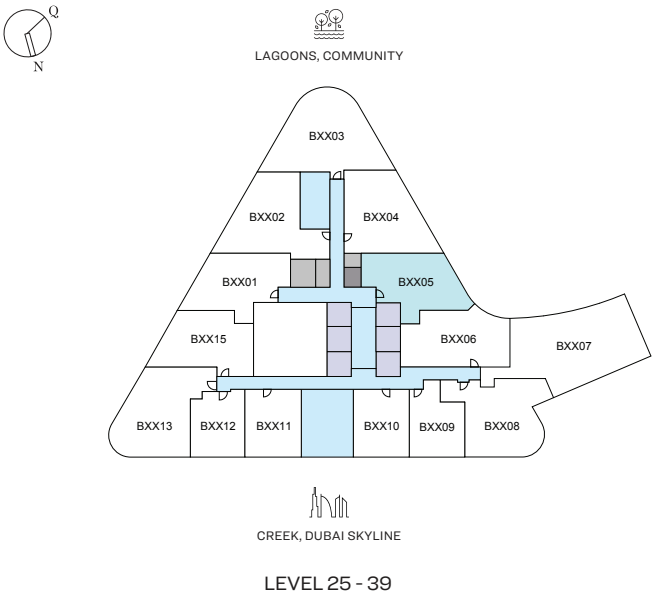 Q
N
LAGOONS, COMMUNITY
BXX03
BXX02
BXX04
BXX01
BXX05
BXX15
BXX06
BXX07
BXX13
BXX12
BXX11
BXX10
BXX09
BXX08
CREEK, DUBAI SKYLINE
LEVEL 25 - 39